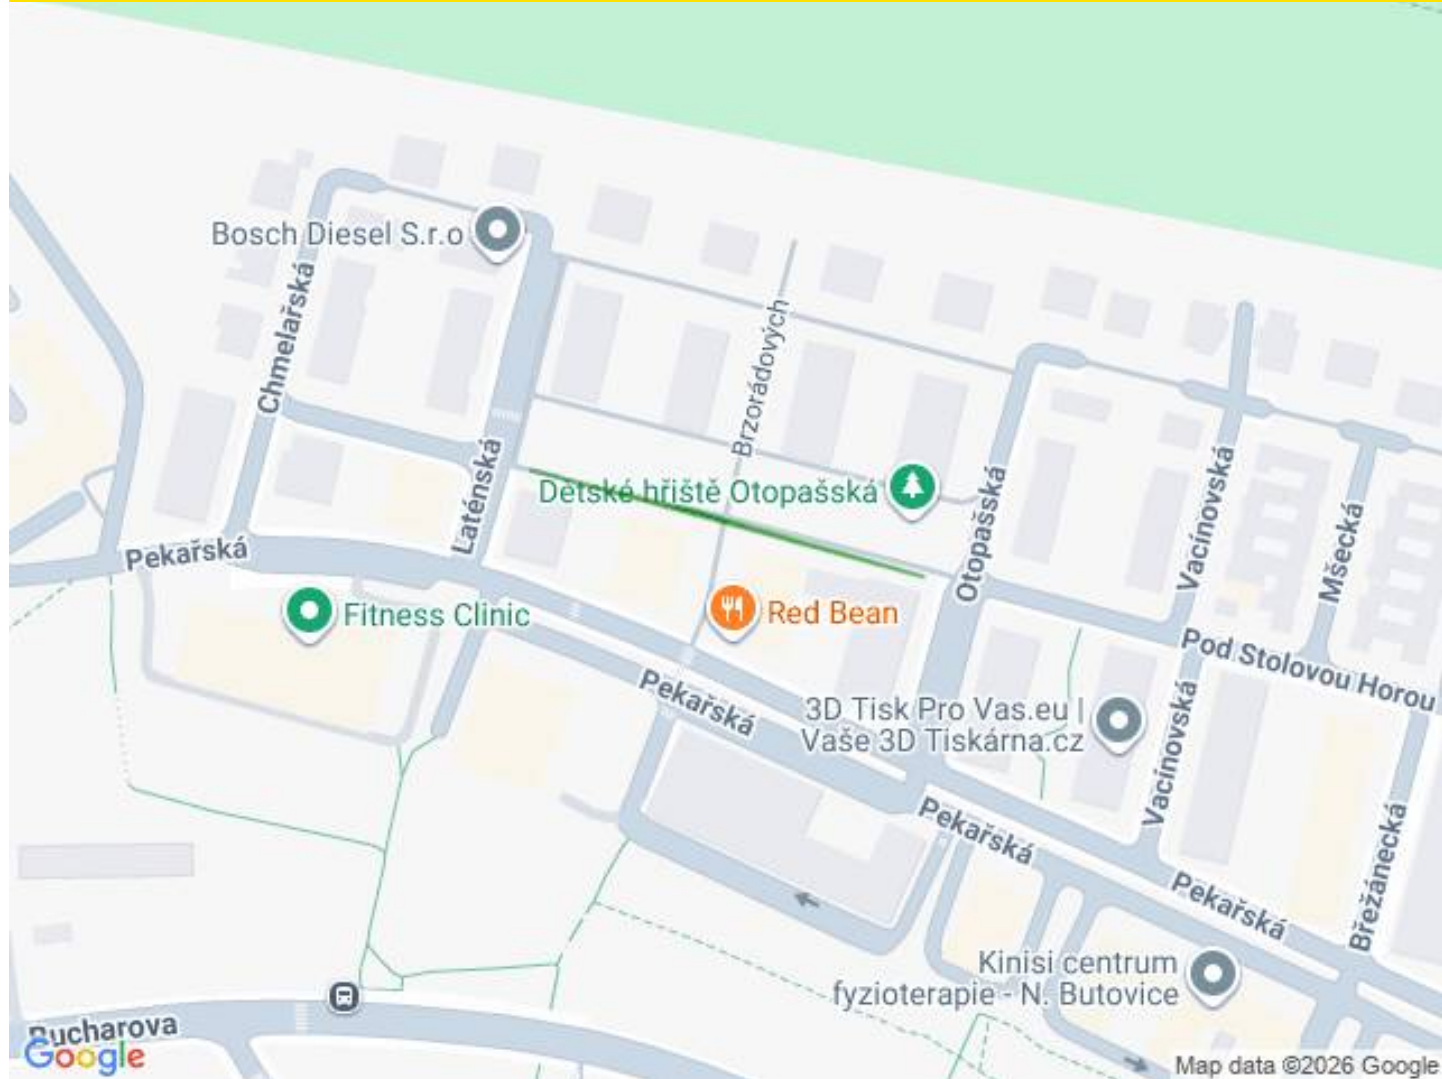 Bosch Diesel S.r.o
Chmelařská
Brzorádových
Laténská
Dětské hřiště Otopašská
Otopašská
Vacínovská
Mšecká
Pekařská
Fitness Clinic
Red Bean
Pod Stolovou Horou
Pekařská
3D Tisk Pro Vas.eu |
Vaše 3D Tiskárna.cz
Vacínovská
Pekařská
Břežánecká
Pekařská
Kinisi centrum
fyzioterapie - N. Butovice
Bucharova
Google
Map data ©2026 Google